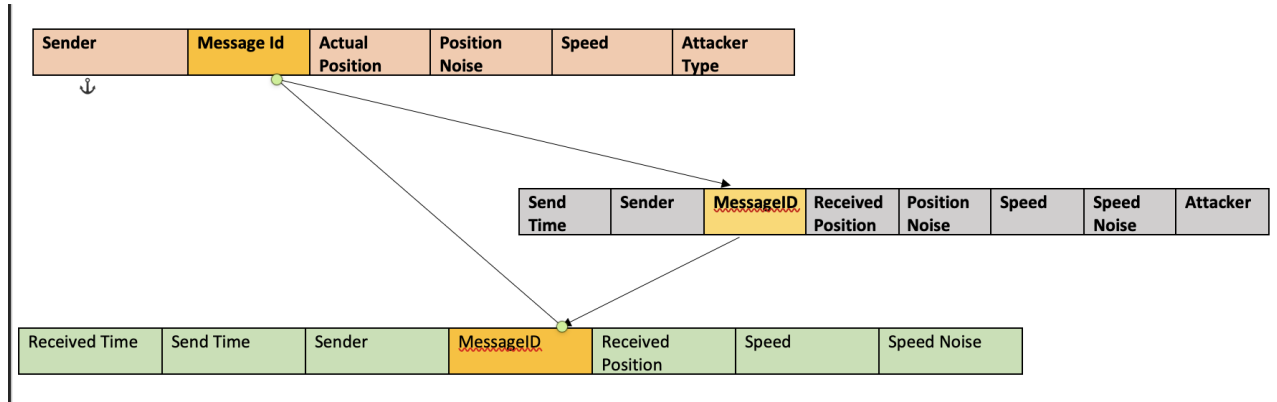 Sender Message Id Actual Position Speed Attacker
Position Noise Type
Send Sender MessageID Received Position Speed Speed Attacker
Time Position Noise Noise
Received Time Send Time Sender MessageID Received Speed Speed Noise
Position